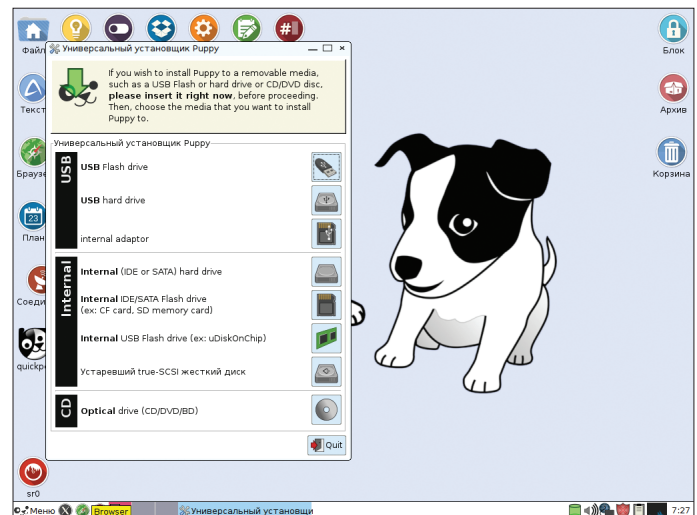 #
Файл
Блок
Универсальный установщик Puppy
If you wish to install Puppy to a removable media,
such as a USB Flash or hard drive or CD/DVD disc,
please insert it right now, before proceeding.
Then, choose the media that you want to install
Puppy to.
Текст
Архив
Универсальный установщик Puppy
USB
USB Flash drive
Браузе
Корзина
USB hard drive
23
План
internal adaptor
Internal
Internal (IDE or SATA) hard drive
Соеди
Internal IDE/SATA Flash drive
(ex: CF card, SD memory card)
Internal USB Flash drive (ex: uDiskOnChip)
quickp
Устаревший true-SCSI жесткий диск
CD
Optical drive (CD/DVD/BD)
Quit
sr0
Меню
Browser
Универсальный установщи
7:27